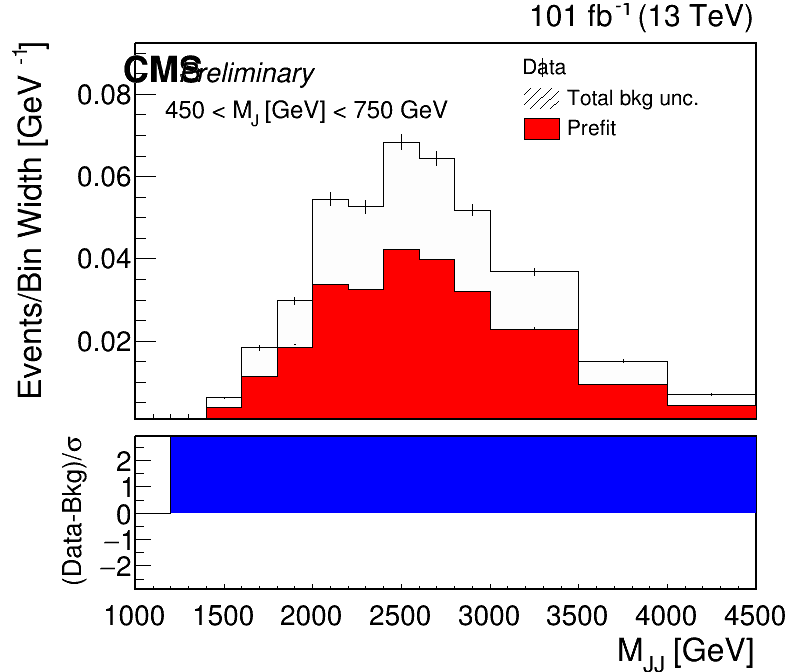 101 fb⁻¹ (13 TeV)
CMS Preliminary
450 < M_J [GeV] < 750 GeV
Data
Total bkg unc.
Prefit
Events/Bin Width [GeV⁻¹]
0.08
0.06
0.04
0.02
(Data-Bkg)/σ
2
1
0
−1
−2
1000 1500 2000 2500 3000 3500 4000 4500
M_JJ [GeV]